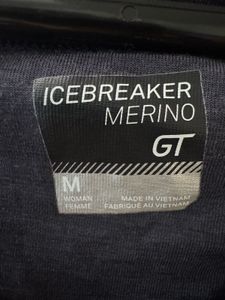 ICEBREAKER
MERINO
GT
M
WOMAN
FEMME
MADE IN VIETNAM
FABRIQUÉ AU VIETNAM